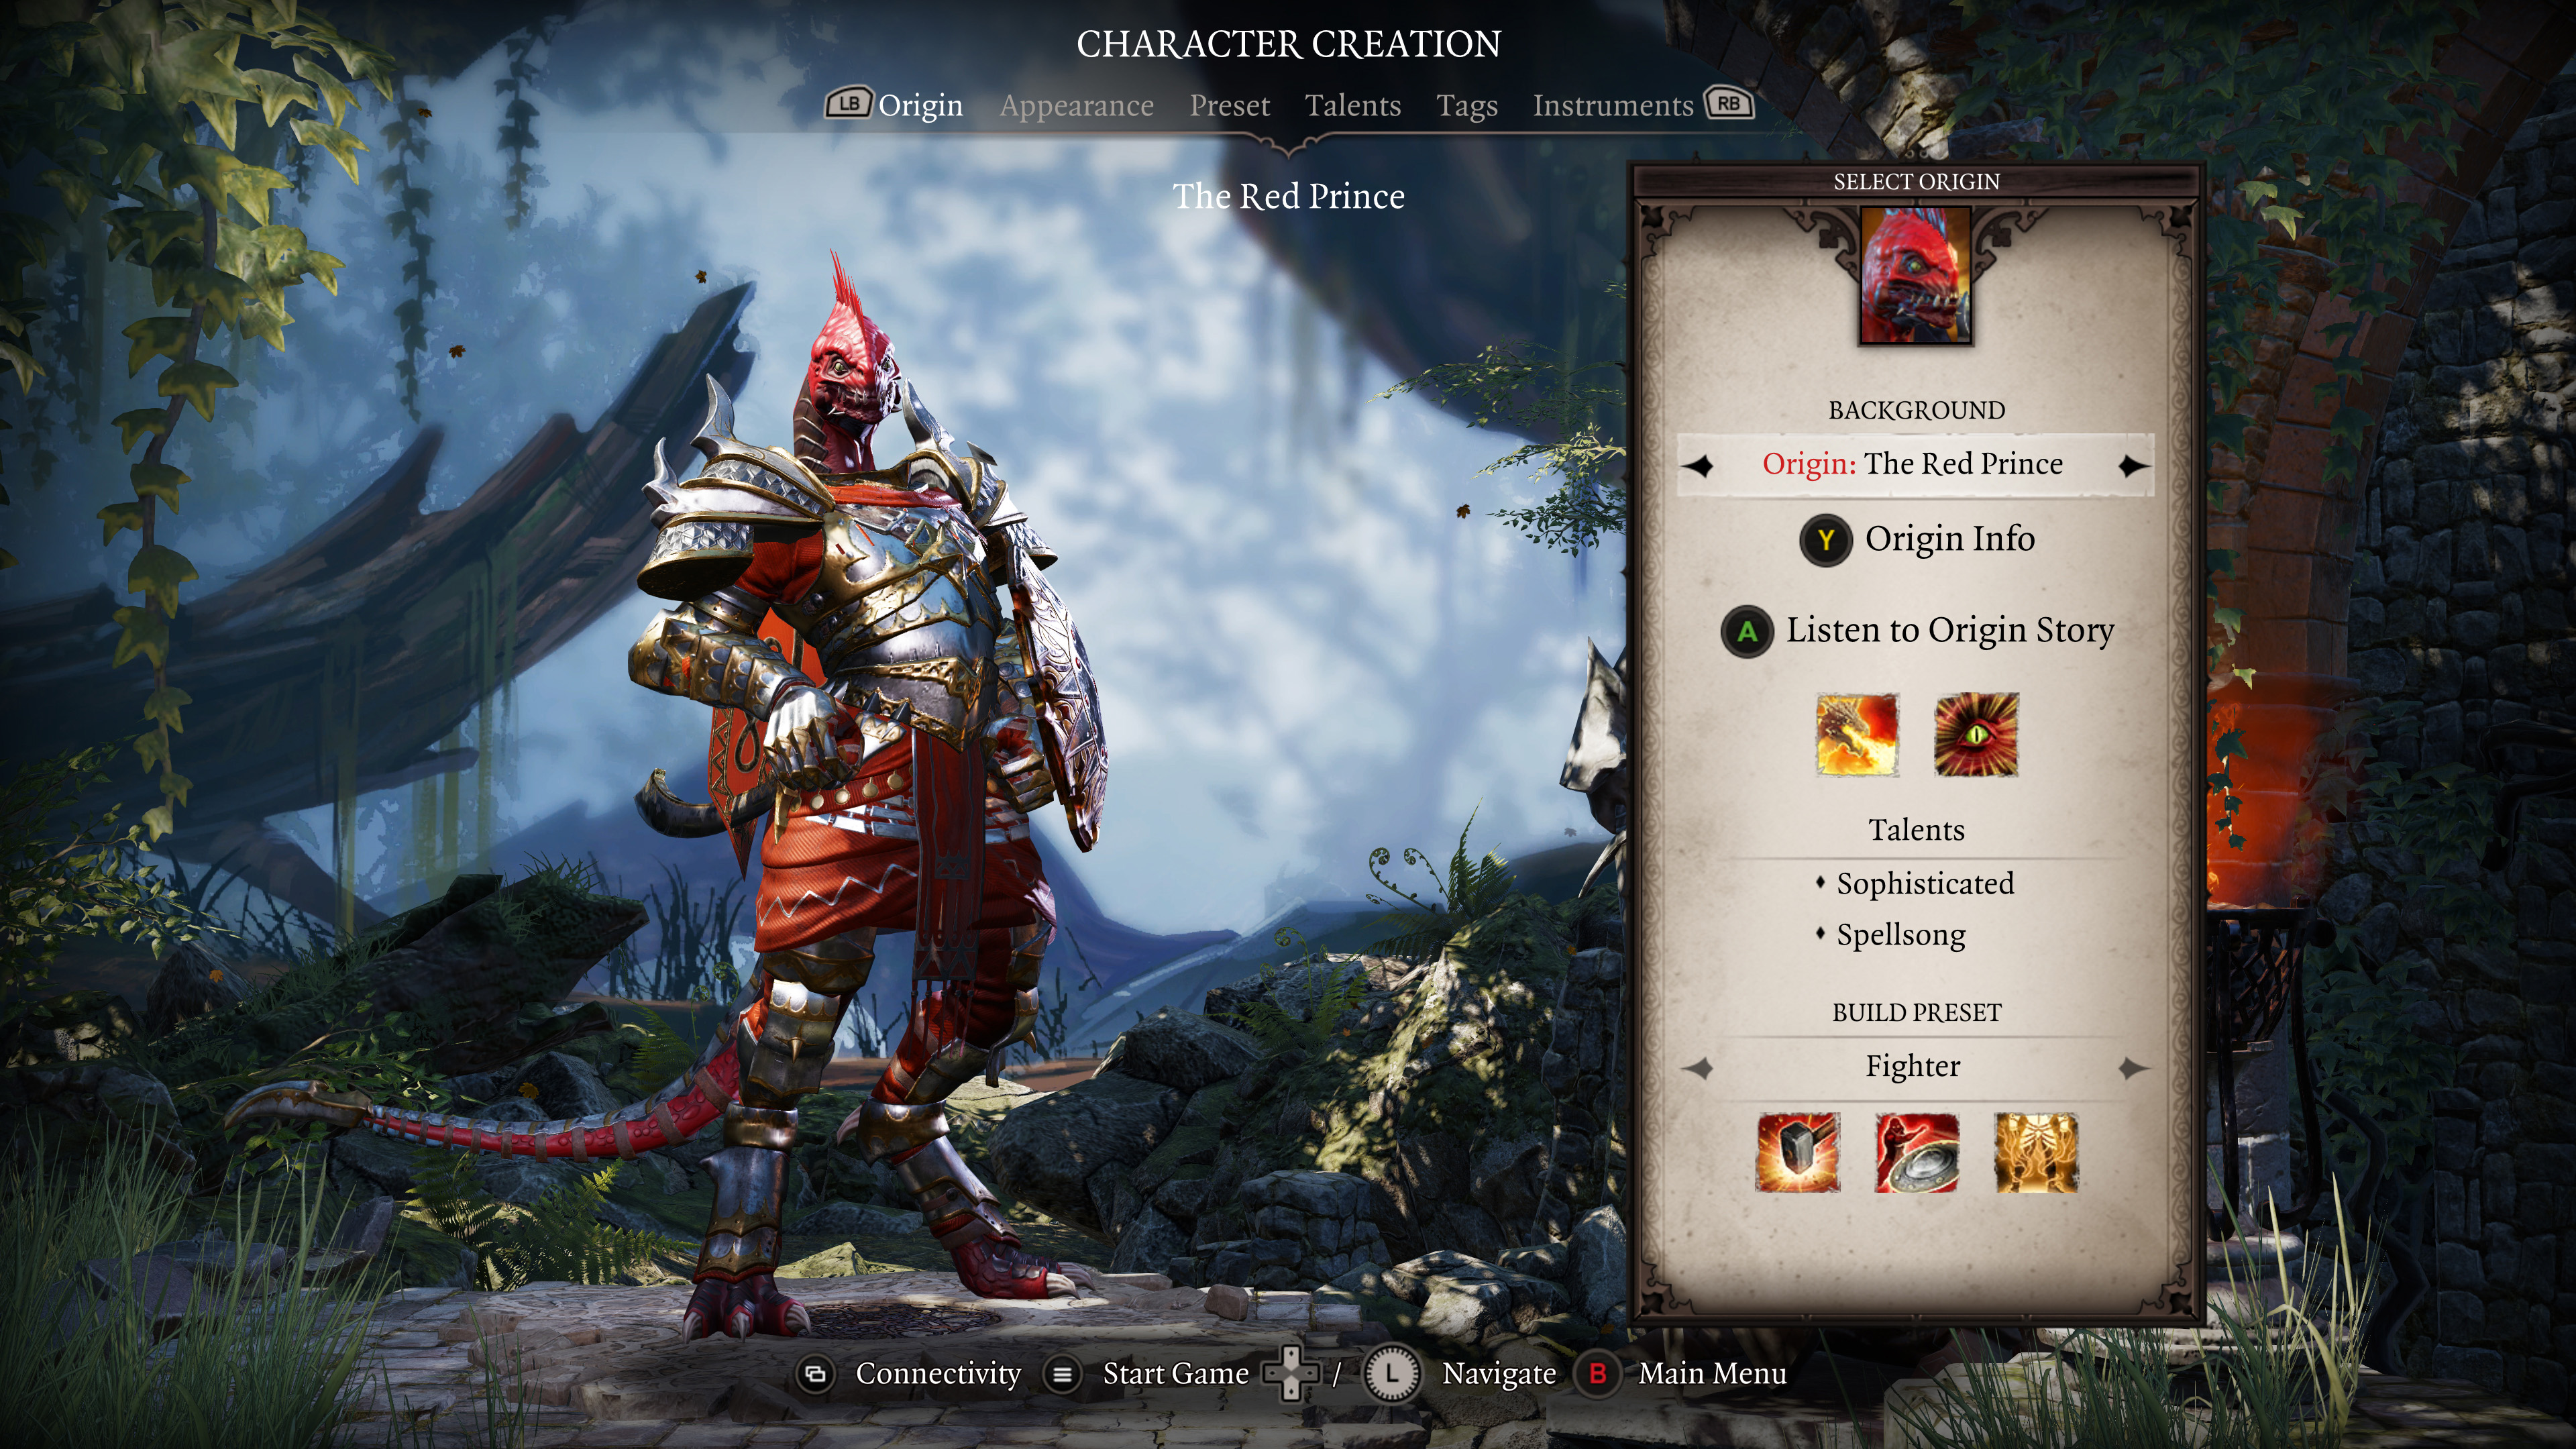 CHARACTER CREATION
LB Origin Appearance Preset Talents Tags Instruments RB
The Red Prince
SELECT ORIGIN
BACKGROUND
Origin: The Red Prince
Y Origin Info
A Listen to Origin Story
Talents
Sophisticated
Spellsong
BUILD PRESET
Fighter
Connectivity Start Game / L Navigate B Main Menu